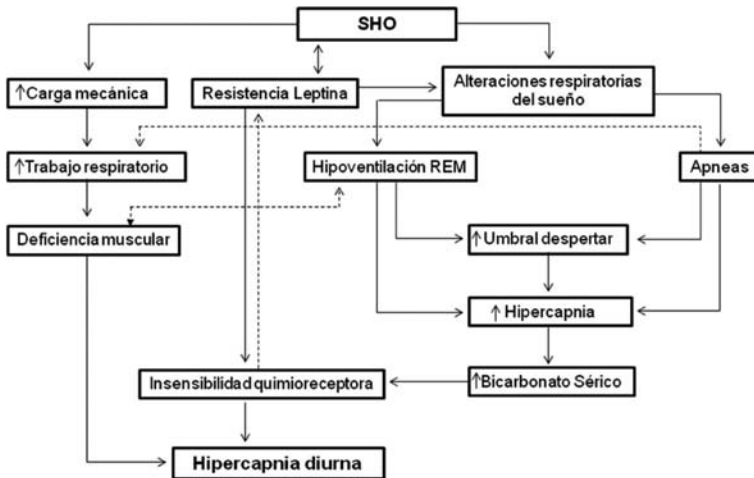 SHO
↑Carga mecánica
Resistencia Leptina
Alteraciones respiratorias
del sueño
↑Trabajo respiratorio
Hipoventilación REM
Apneas
Deficiencia muscular
↑Umbral despertar
↑ Hipercapnia
Insensibilidad quimioreceptora
↑Bicarbonato Sérico
Hipercapnia diurna